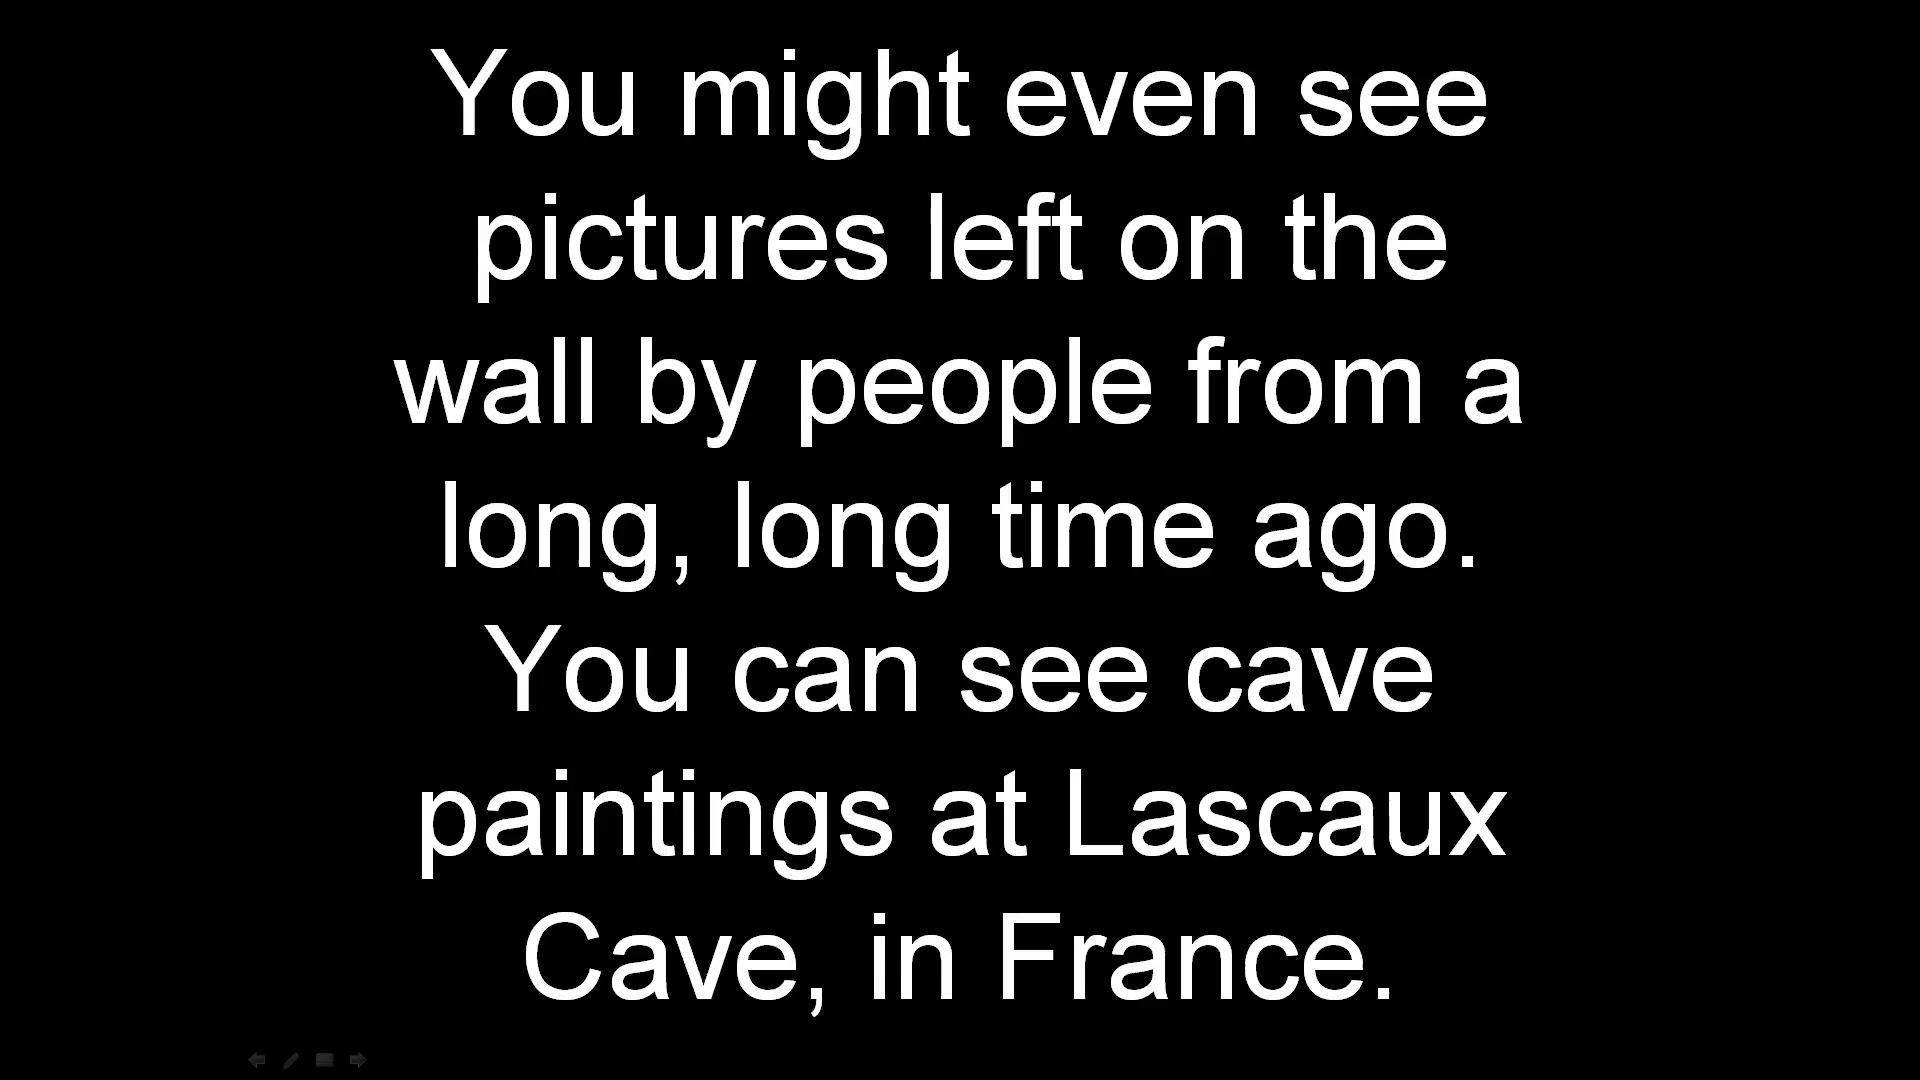 You might even see
pictures left on the
wall by people from a
long, long time ago.
You can see cave
paintings at Lascaux
Cave, in France.